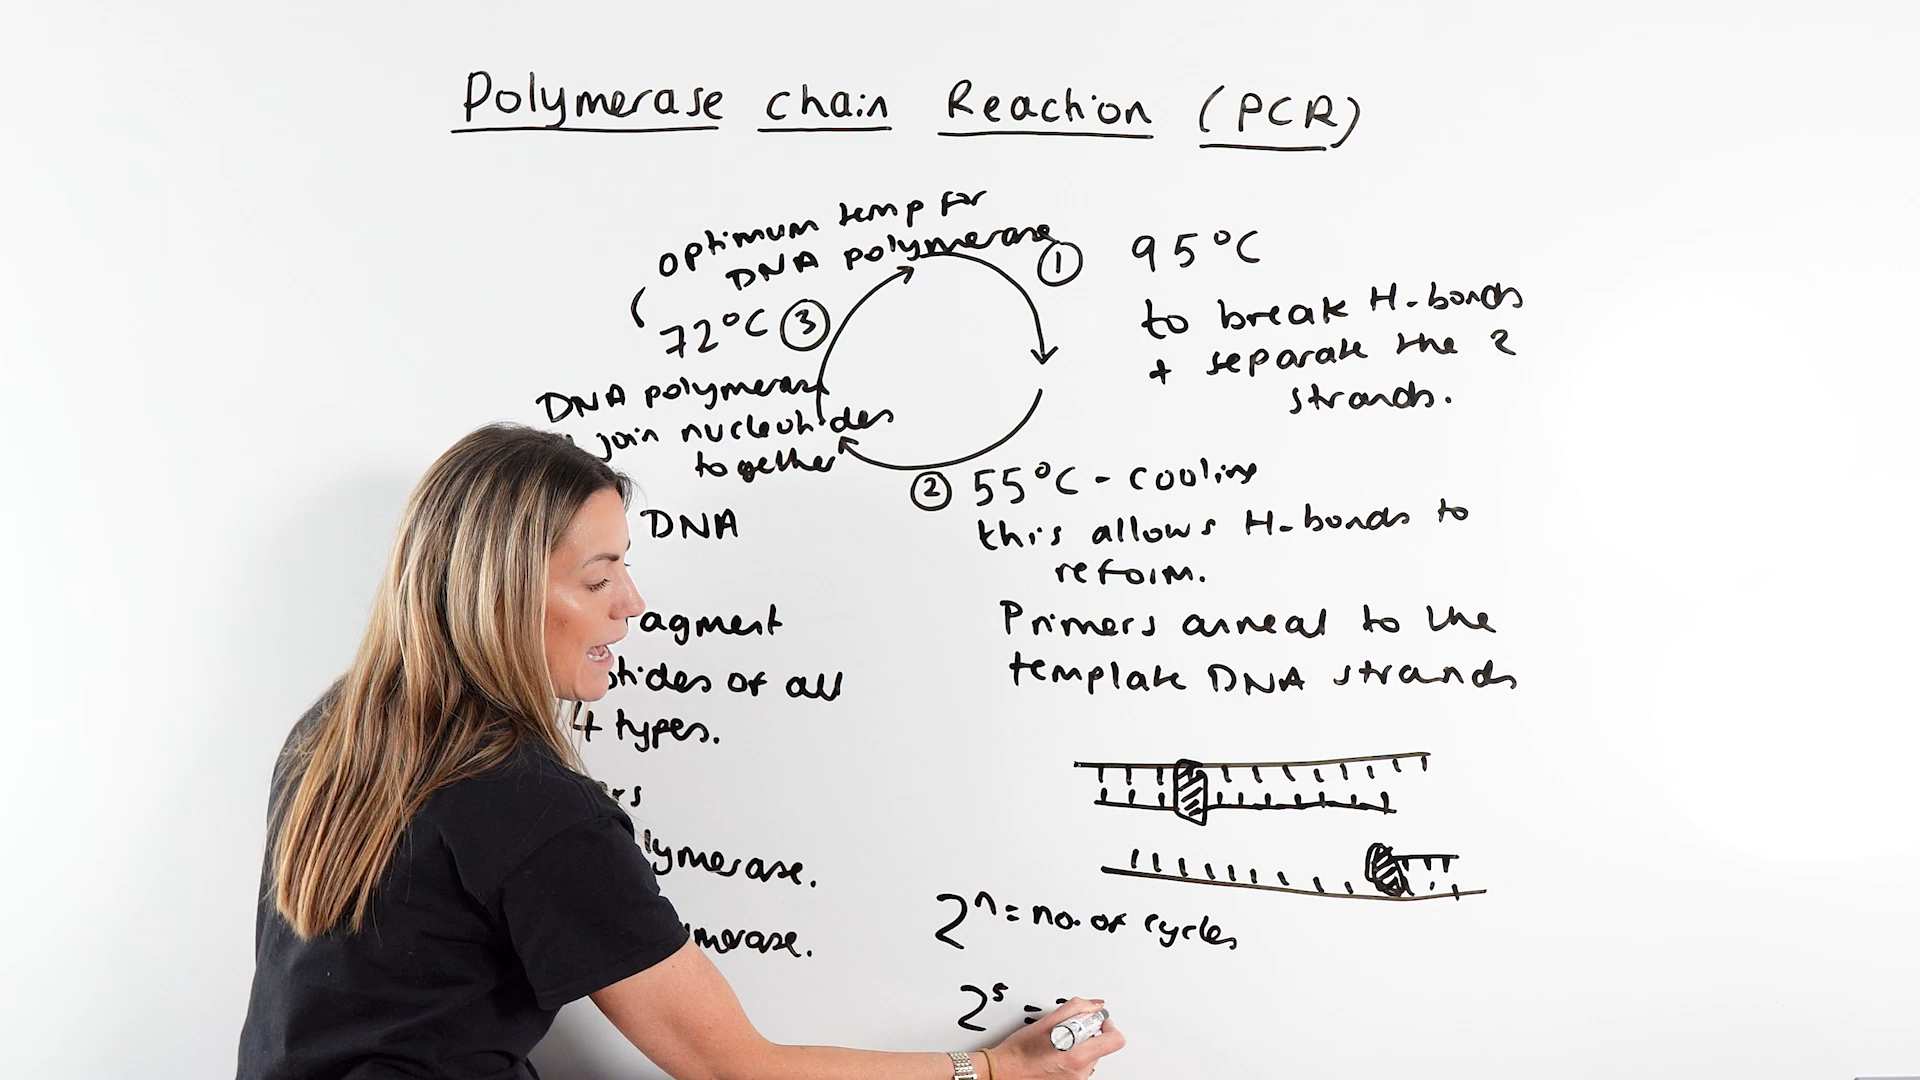 Polymerase chain Reaction (PCR)
optimum temp for
DNA polymerase
72°C ③
DNA polymerase
join nucleotides
together
① 95°C
to break H-bonds
+ separate the 2
strands.
② 55°C - cooling
this allows H-bonds to
reform.
Primers anneal to the
template DNA strands
DNA
agment
tides of all
4 types.
rs
lymerase.
merase.
2ⁿ = no. of cycles
2⁵ =